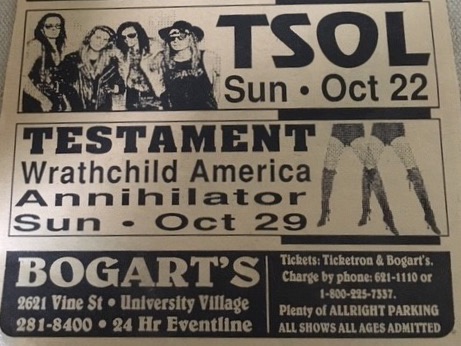 TSOL
Sun • Oct 22
TESTAMENT
Wrathchild America
Annihilator
Sun • Oct 29
BOGART'S
2621 Vine St • University Village
281-8400 • 24 Hr Eventline
Tickets: Ticketron & Bogart's.
Charge by phone: 621-1110 or
1-800-225-7337.
Plenty of ALLRIGHT PARKING
ALL SHOWS ALL AGES ADMITTED